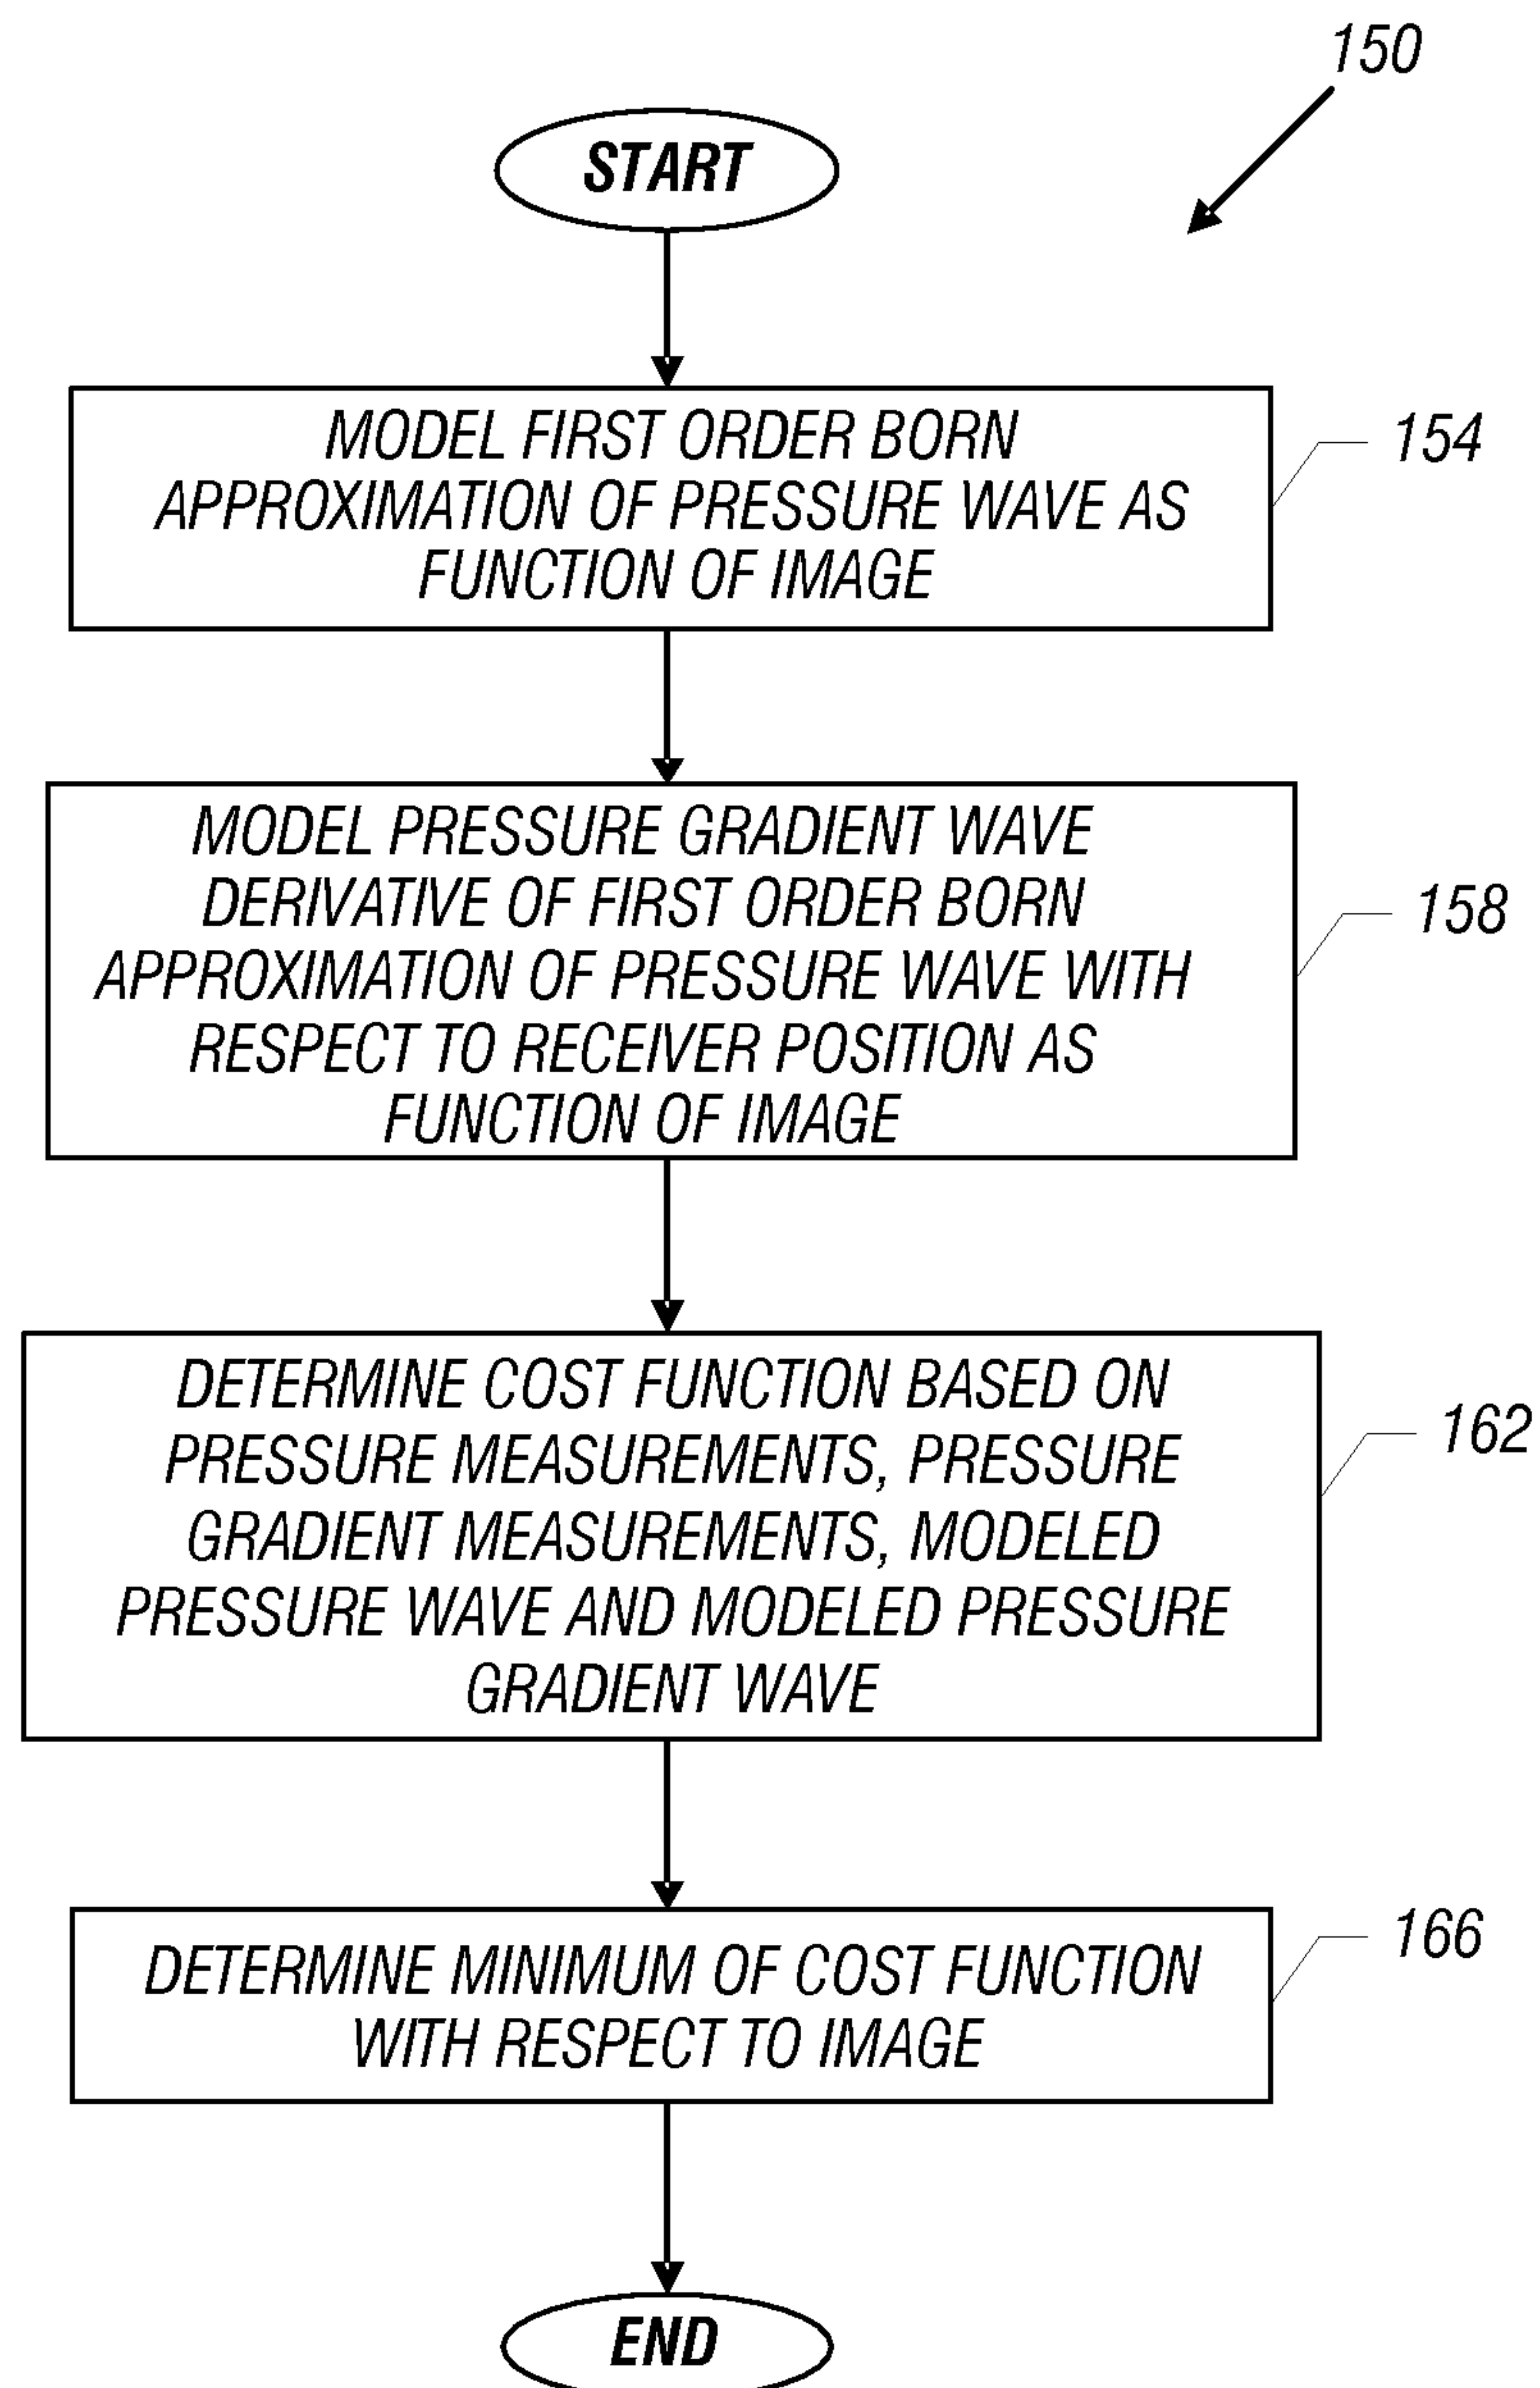 150
START
MODEL FIRST ORDER BORN
APPROXIMATION OF PRESSURE WAVE AS
FUNCTION OF IMAGE
154
MODEL PRESSURE GRADIENT WAVE
DERIVATIVE OF FIRST ORDER BORN
APPROXIMATION OF PRESSURE WAVE WITH
RESPECT TO RECEIVER POSITION AS
FUNCTION OF IMAGE
158
DETERMINE COST FUNCTION BASED ON
PRESSURE MEASUREMENTS, PRESSURE
GRADIENT MEASUREMENTS, MODELED
PRESSURE WAVE AND MODELED PRESSURE
GRADIENT WAVE
162
DETERMINE MINIMUM OF COST FUNCTION
WITH RESPECT TO IMAGE
166
END